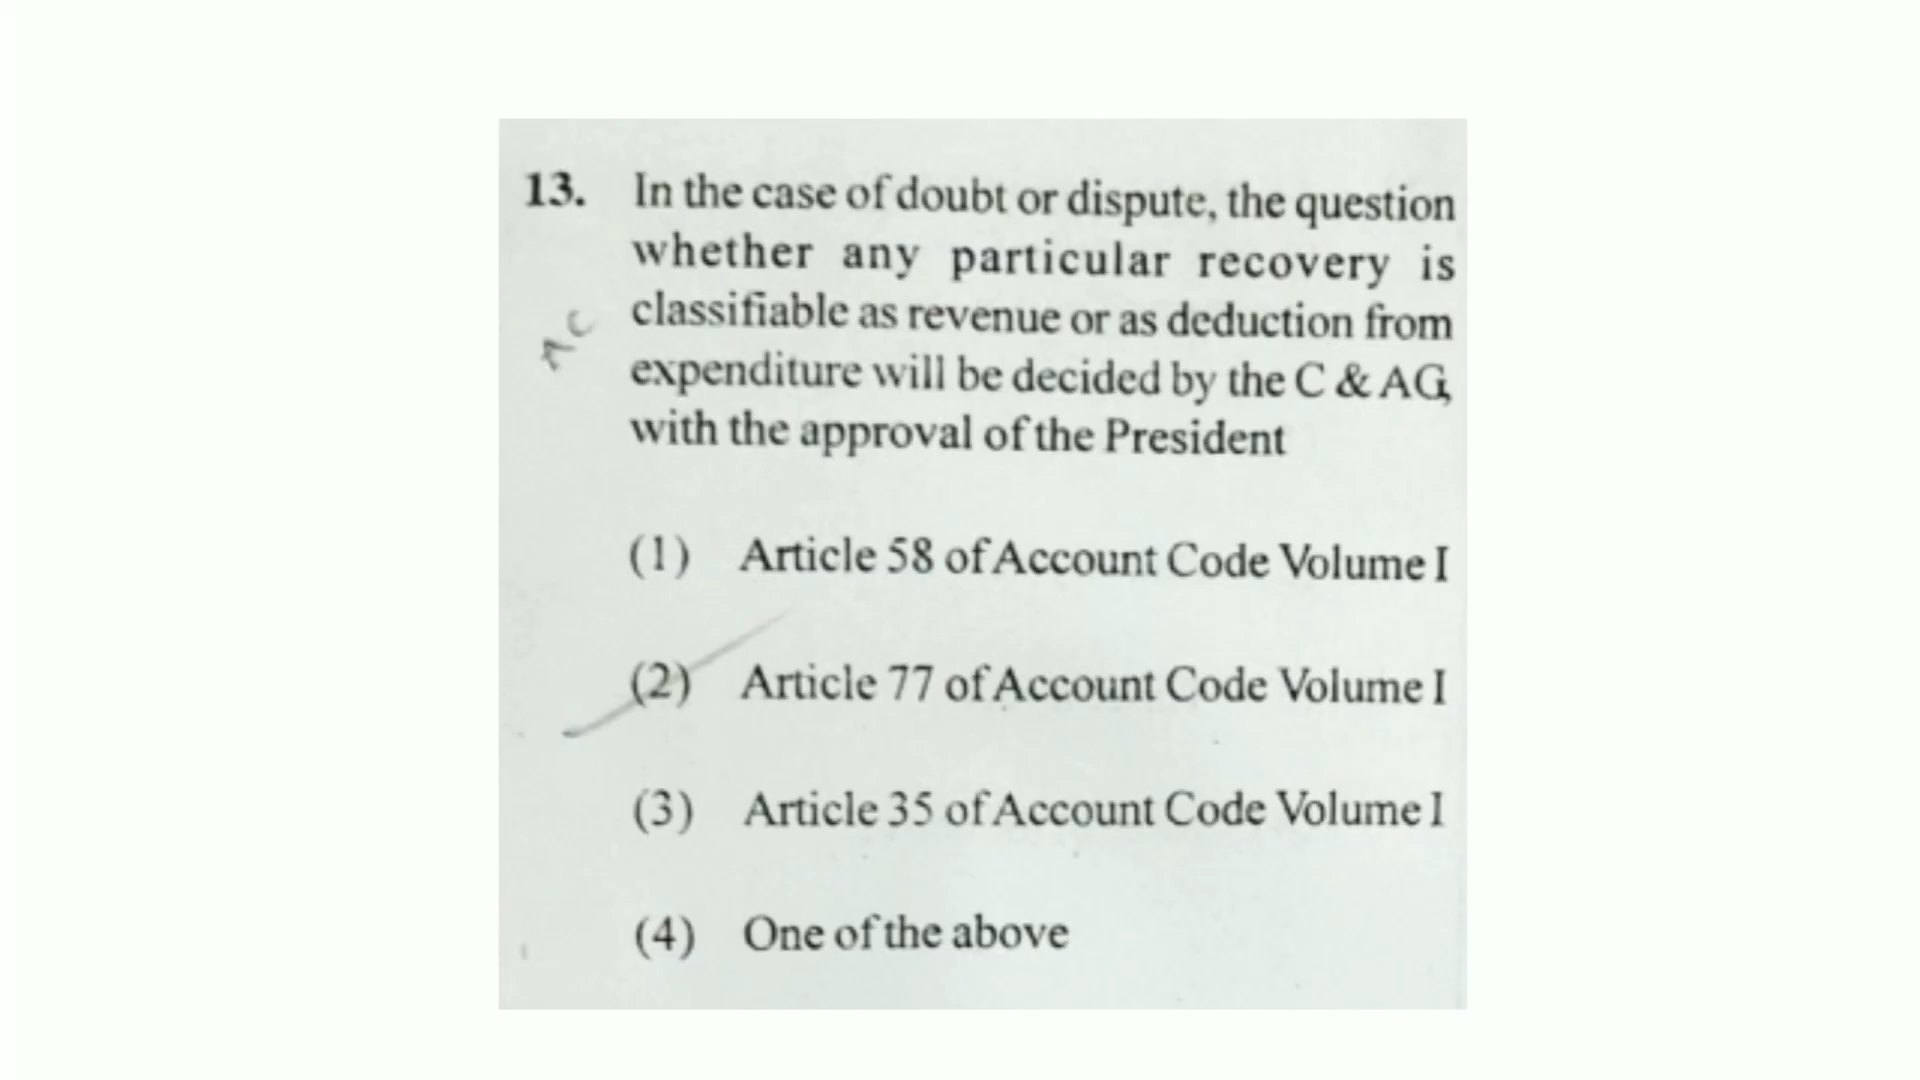 13. In the case of doubt or dispute, the question
whether any particular recovery is
classifiable as revenue or as deduction from
expenditure will be decided by the C & AG,
with the approval of the President
(1) Article 58 of Account Code Volume I
(2) Article 77 of Account Code Volume I
(3) Article 35 of Account Code Volume I
(4) One of the above